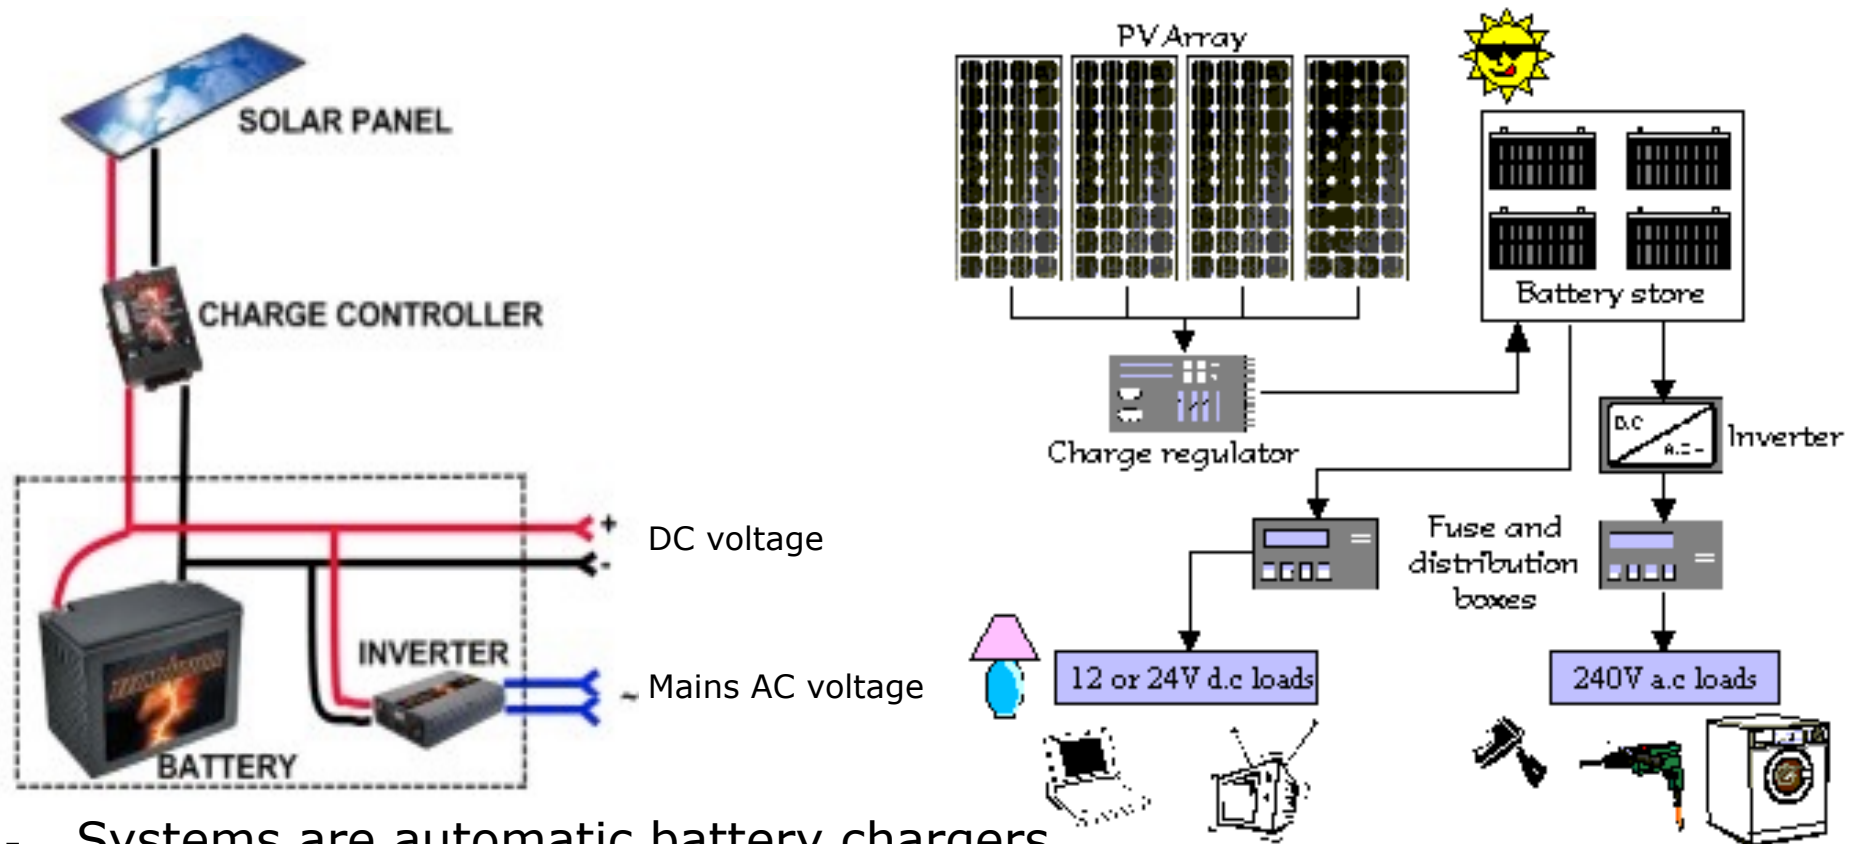 SOLAR PANEL
CHARGE CONTROLLER
+
DC voltage
-
INVERTER
~ Mains AC voltage
BATTERY
PV Array
Battery store
Charge regulator
D.C
Inverter
Fuse and
distribution
boxes
12 or 24V d.c loads
240V a.c loads
- Systems are automatic battery chargers